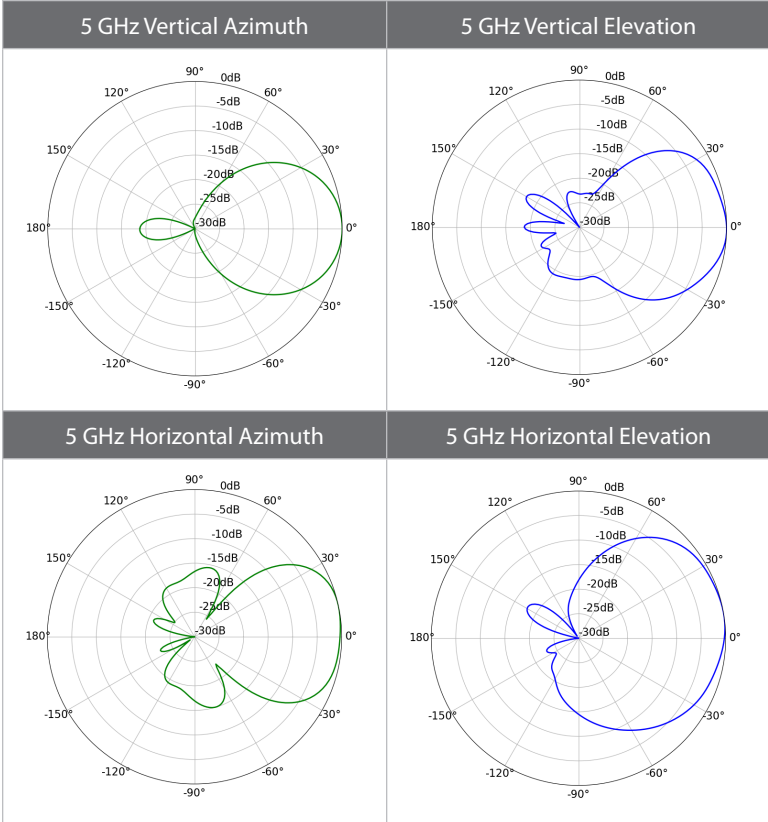 5 GHz Vertical Azimuth
5 GHz Vertical Elevation
90° 0dB
120° 60°
-5dB
-10dB
150° -15dB 30°
-20dB
-25dB
-30dB
180° 0°
-150° -30°
-120° -60°
-90°
90° 0dB
120° 60°
-5dB
-10dB
150° -15dB 30°
-20dB
-25dB
-30dB
180° 0°
-150° -30°
-120° -60°
-90°
5 GHz Horizontal Azimuth
5 GHz Horizontal Elevation
90° 0dB
120° 60°
-5dB
-10dB
150° -15dB 30°
-20dB
-25dB
-30dB
180° 0°
-150° -30°
-120° -60°
-90°
90° 0dB
120° 60°
-5dB
-10dB
150° -15dB 30°
-20dB
-25dB
-30dB
180° 0°
-150° -30°
-120° -60°
-90°